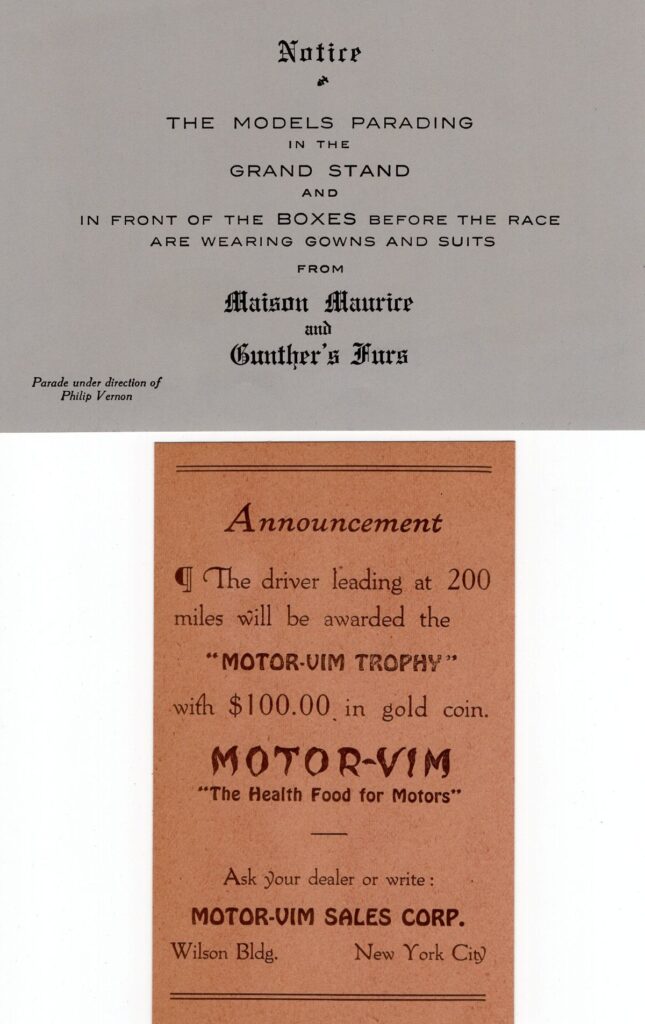 Notice
THE MODELS PARADING
IN THE
GRAND STAND
AND
IN FRONT OF THE BOXES BEFORE THE RACE
ARE WEARING GOWNS AND SUITS
FROM
Maison Maurice
and
Gunther's Furs
Parade under direction of
Philip Vernon
Announcement
¶ The driver leading at 200
miles will be awarded the
"MOTOR-VIM TROPHY"
with $100.00 in gold coin.
MOTOR-VIM
"The Health Food for Motors"
Ask your dealer or write:
MOTOR-VIM SALES CORP.
Wilson Bldg. New York City